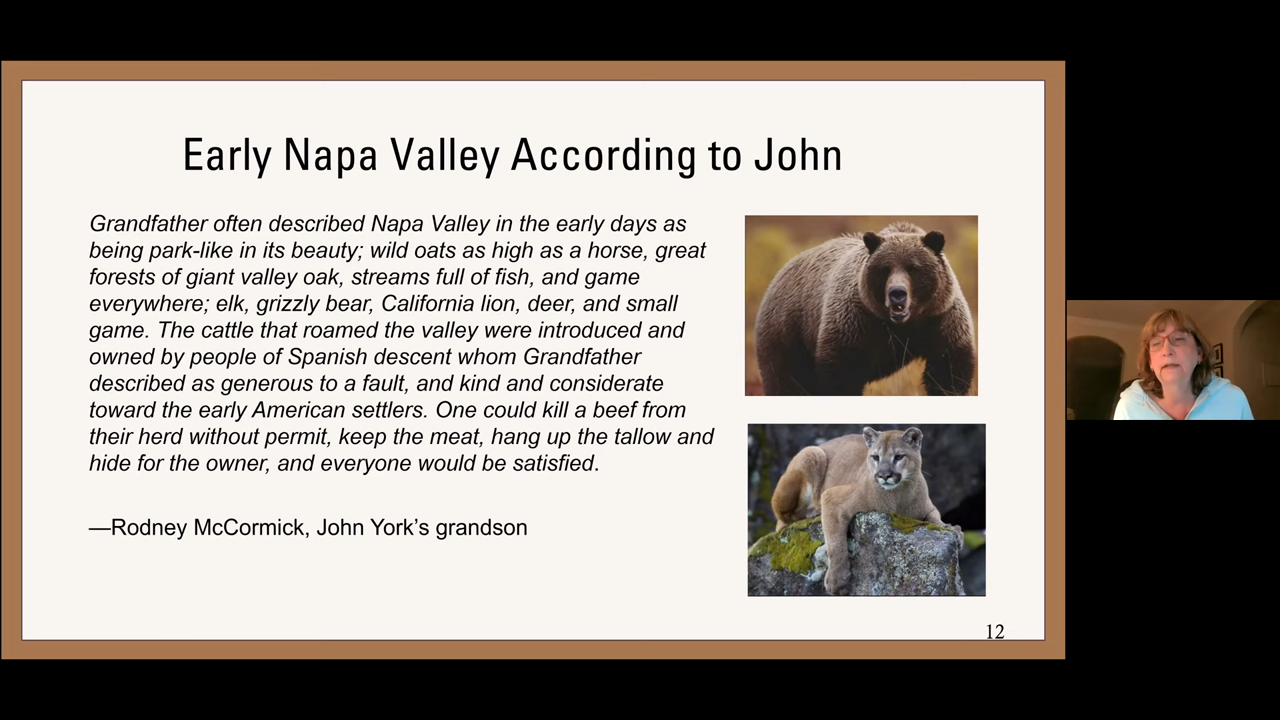 Early Napa Valley According to John
Grandfather often described Napa Valley in the early days as
being park-like in its beauty; wild oats as high as a horse, great
forests of giant valley oak, streams full of fish, and game
everywhere; elk, grizzly bear, California lion, deer, and small
game. The cattle that roamed the valley were introduced and
owned by people of Spanish descent whom Grandfather
described as generous to a fault, and kind and considerate
toward the early American settlers. One could kill a beef from
their herd without permit, keep the meat, hang up the tallow and
hide for the owner, and everyone would be satisfied.
—Rodney McCormick, John York’s grandson
12